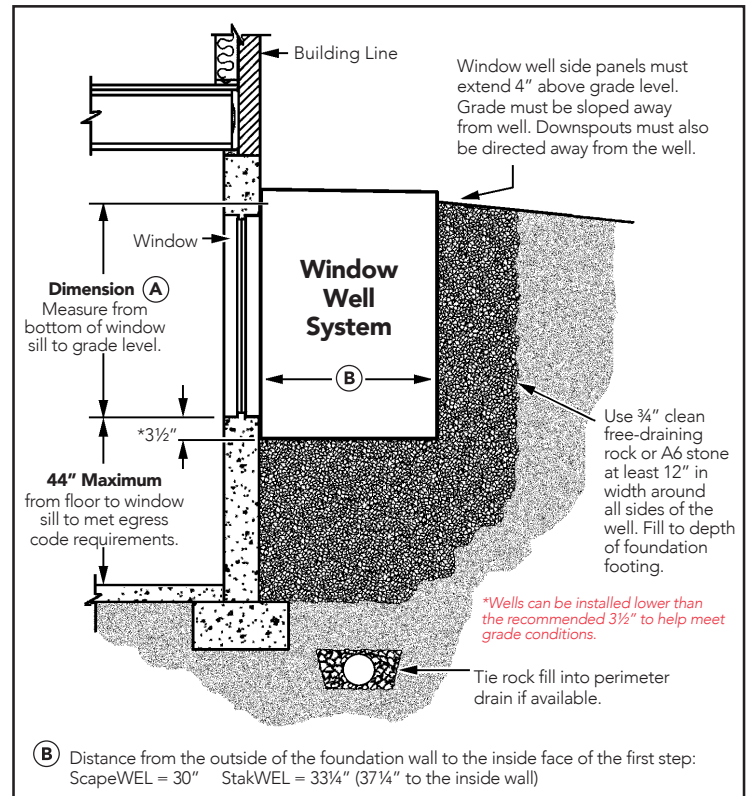 Building Line
Window well side panels must
extend 4” above grade level.
Grade must be sloped away
from well. Downspouts must also
be directed away from the well.
Window
Dimension A
Measure from
bottom of window
sill to grade level.
Window
Well
System
B
*3½”
44” Maximum
from floor to window
sill to met egress
code requirements.
Use ¾” clean
free-draining
rock or A6 stone
at least 12” in
width around
all sides of the
well. Fill to depth
of foundation
footing.
*Wells can be installed lower than
the recommended 3½” to help meet
grade conditions.
Tie rock fill into perimeter
drain if available.
B Distance from the outside of the foundation wall to the inside face of the first step:
ScapeWEL = 30” StakWEL = 33¼” (37¼” to the inside wall)